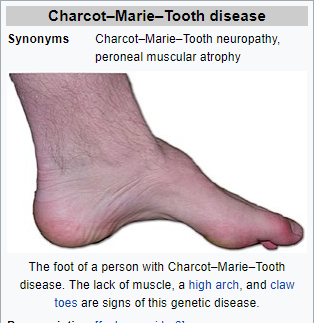 Charcot–Marie–Tooth disease
Synonyms Charcot–Marie–Tooth neuropathy,
peroneal muscular atrophy
The foot of a person with Charcot–Marie–Tooth
disease. The lack of muscle, a high arch, and claw
toes are signs of this genetic disease.